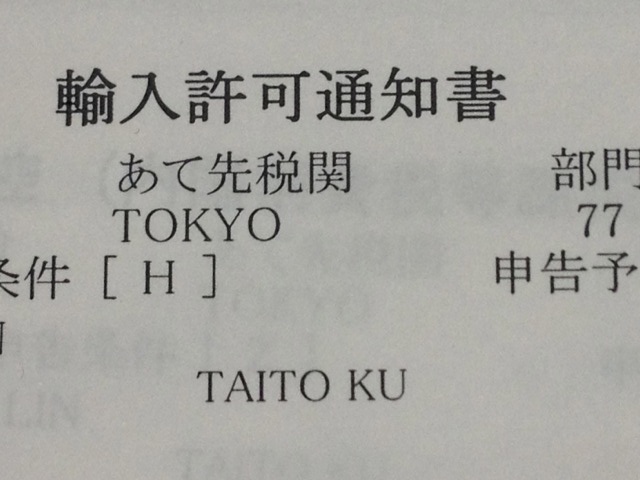 輸入許可通知書
あて先税関 部門
TOKYO 77
条件 [ H ] 申告予
TAITO KU